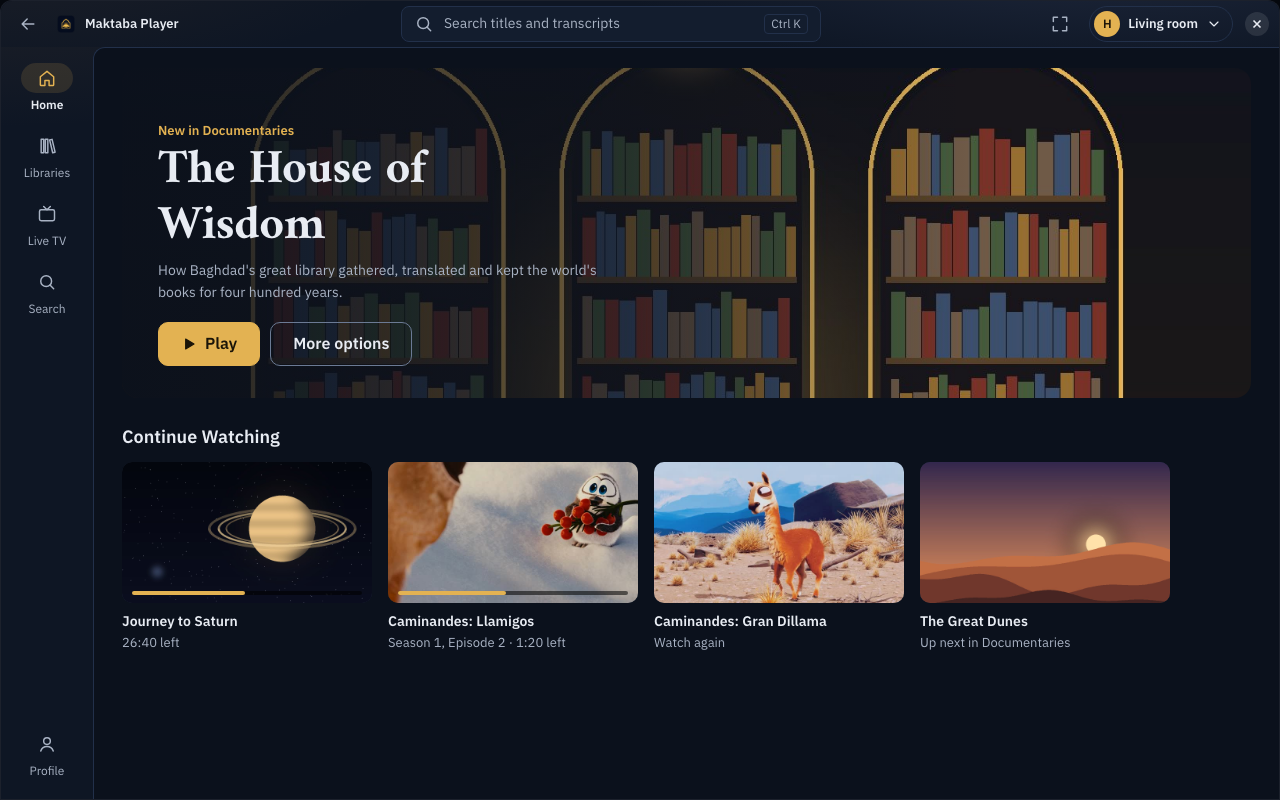 Maktaba Player
Search titles and transcripts
Ctrl K
H
Living room
Home
Libraries
Live TV
Search
Profile
New in Documentaries
The House of
Wisdom
How Baghdad's great library gathered, translated and kept the world's
books for four hundred years.
Play
More options
Continue Watching
Journey to Saturn
26:40 left
Caminandes: Llamigos
Season 1, Episode 2 · 1:20 left
Caminandes: Gran Dillama
Watch again
The Great Dunes
Up next in Documentaries